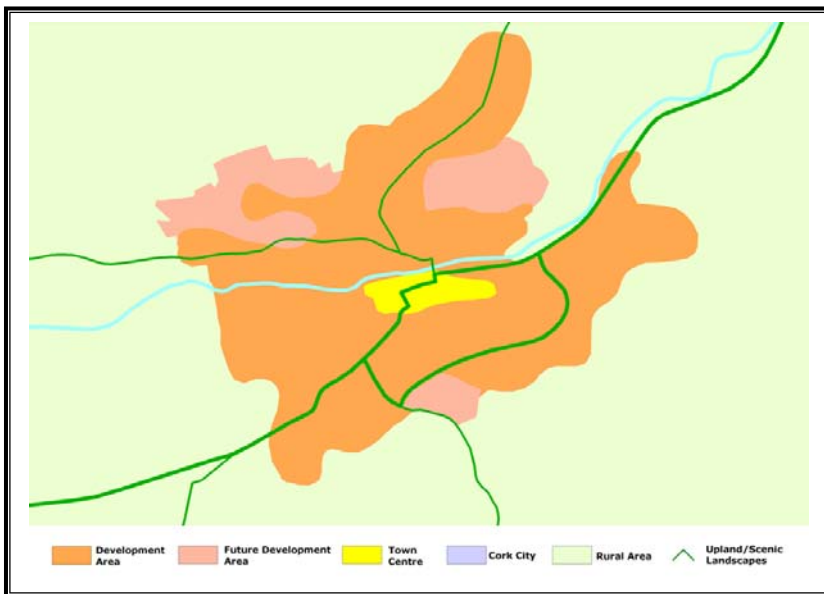 Development
Area
Future Development
Area
Town
Centre
Cork City
Rural Area
Upland/Scenic
Landscapes